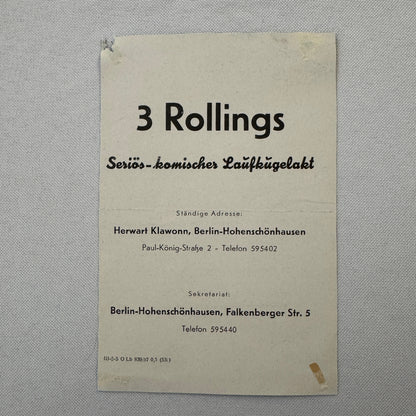 3 Rollings
Seriös-komischer Laufkugelakt
Ständige Adresse:
Herwart Klawonn, Berlin-Hohenschönhausen
Paul-König-Straße 2 - Telefon 595402
Sekretariat:
Berlin-Hohenschönhausen, Falkenberger Str. 5
Telefon 595440